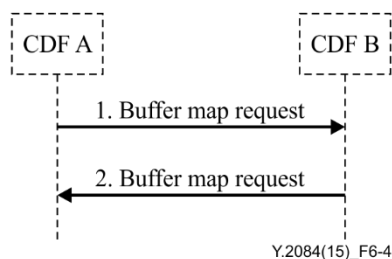 CDF A
CDF B
1. Buffer map request
2. Buffer map request
Y.2084(15)_F6-4